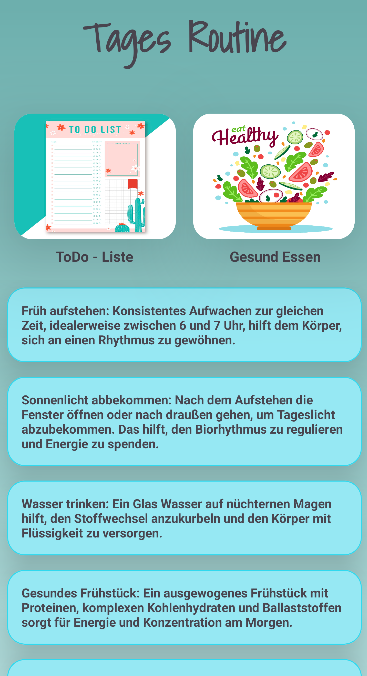 Tages Routine
TO DO LIST
eat
Healthy
ToDo - Liste
Gesund Essen
Früh aufstehen: Konsistentes Aufwachen zur gleichen
Zeit, idealerweise zwischen 6 und 7 Uhr, hilft dem Körper,
sich an einen Rhythmus zu gewöhnen.
Sonnenlicht abbekommen: Nach dem Aufstehen die
Fenster öffnen oder nach draußen gehen, um Tageslicht
abzubekommen. Das hilft, den Biorhythmus zu regulieren
und Energie zu spenden.
Wasser trinken: Ein Glas Wasser auf nüchternen Magen
hilft, den Stoffwechsel anzukurbeln und den Körper mit
Flüssigkeit zu versorgen.
Gesundes Frühstück: Ein ausgewogenes Frühstück mit
Proteinen, komplexen Kohlenhydraten und Ballaststoffen
sorgt für Energie und Konzentration am Morgen.